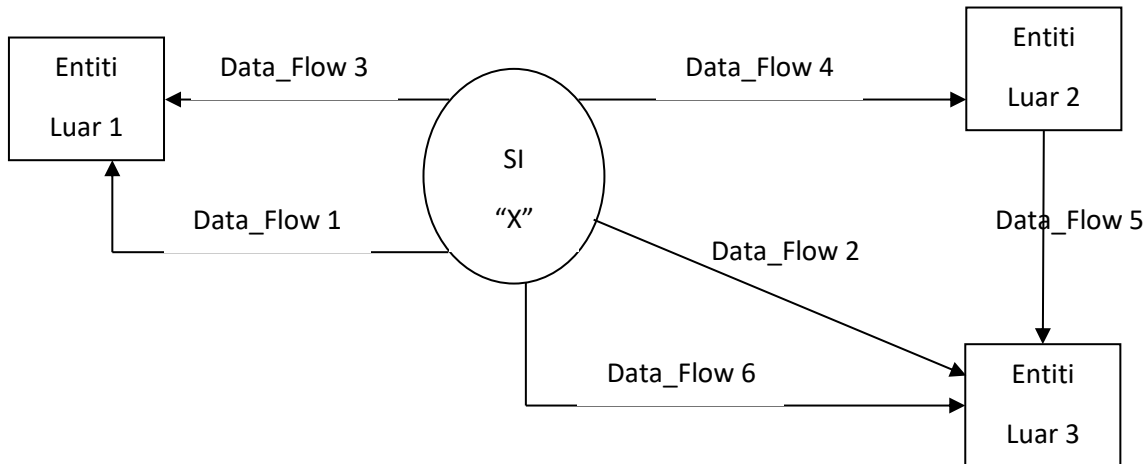 Entiti
Luar 1
Data_Flow 3
Data_Flow 4
Entiti
Luar 2
SI
“X”
Data_Flow 1
Data_Flow 5
Data_Flow 2
Data_Flow 6
Entiti
Luar 3